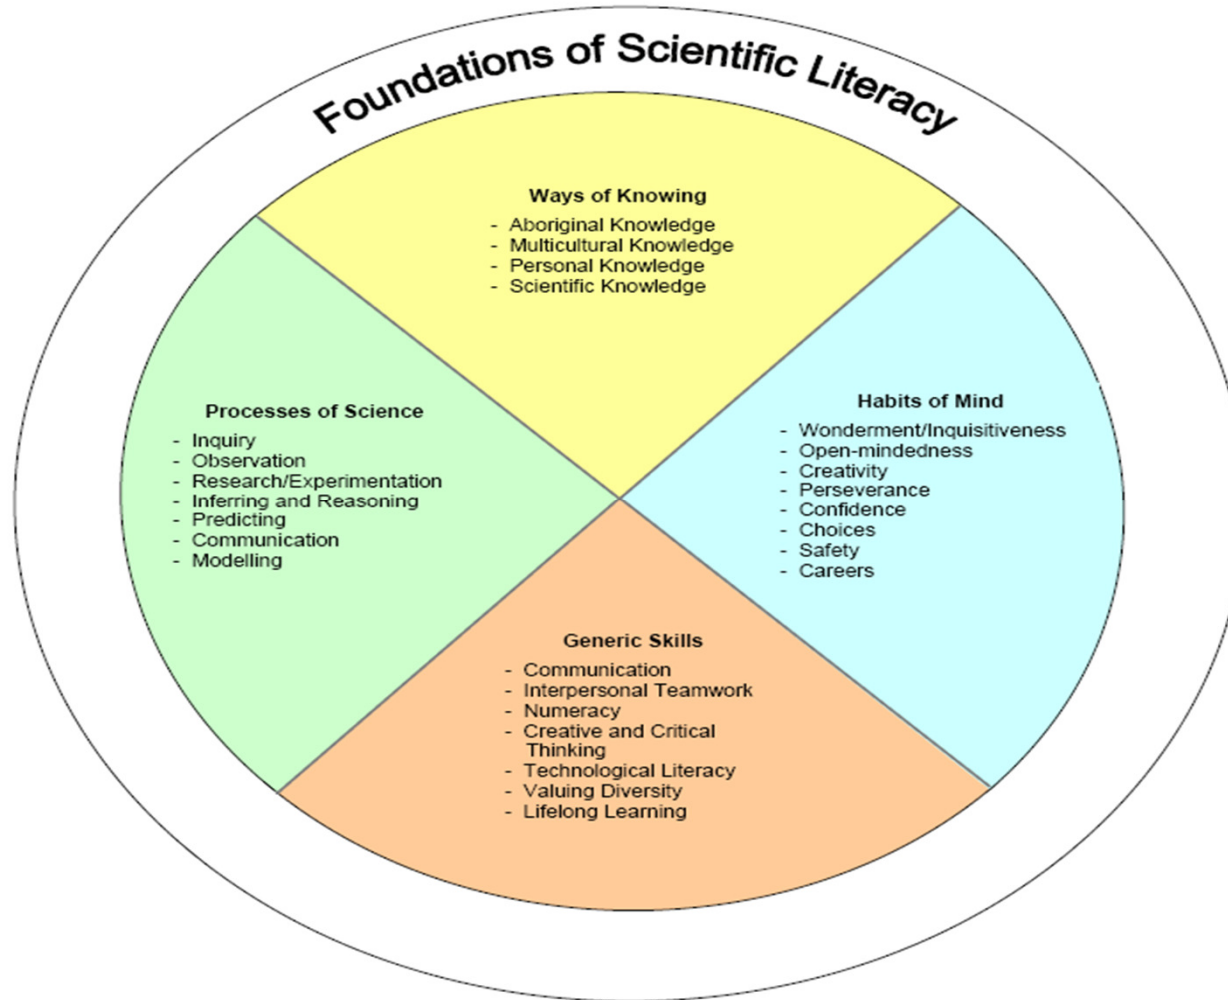 Foundations of Scientific Literacy
Ways of Knowing
- Aboriginal Knowledge
- Multicultural Knowledge
- Personal Knowledge
- Scientific Knowledge
Processes of Science
- Inquiry
- Observation
- Research/Experimentation
- Inferring and Reasoning
- Predicting
- Communication
- Modelling
Habits of Mind
- Wonderment/Inquisitiveness
- Open-mindedness
- Creativity
- Perseverance
- Confidence
- Choices
- Safety
- Careers
Generic Skills
- Communication
- Interpersonal Teamwork
- Numeracy
- Creative and Critical
Thinking
- Technological Literacy
- Valuing Diversity
- Lifelong Learning